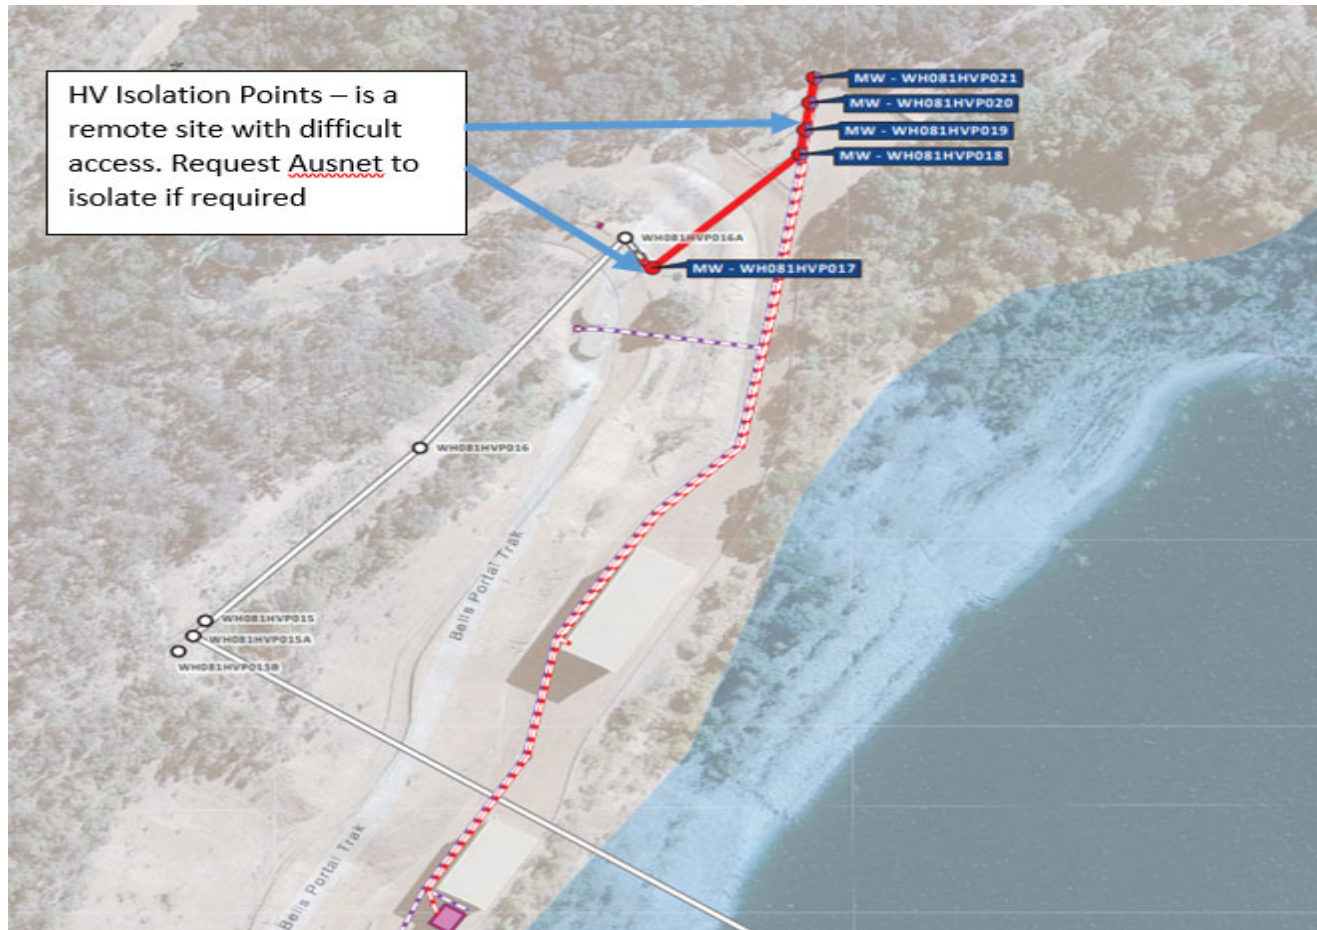 HV Isolation Points – is a
remote site with difficult
access. Request Ausnet to
isolate if required
MW - WH081HVP021
MW - WH081HVP020
MW - WH081HVP019
MW - WH081HVP018
WH081HVP016A
MW - WH081HVP017
WH081HVP016
Bells Portal Trak
WH081HVP015
WH081HVP015A
WH081HVP015B
Bells Portal Trak